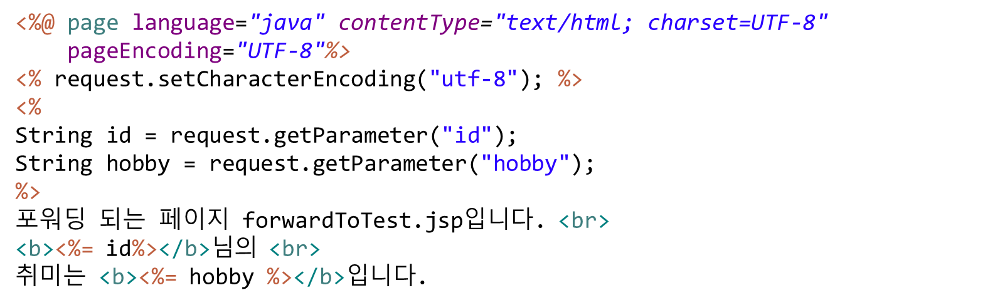 <%@ page language="java" contentType="text/html; charset=UTF-8"
    pageEncoding="UTF-8"%>
<% request.setCharacterEncoding("utf-8"); %>
<%
String id = request.getParameter("id");
String hobby = request.getParameter("hobby");
%>
포워딩 되는 페이지 forwardToTest.jsp입니다. <br>
<b><%= id%></b>님의 <br>
취미는 <b><%= hobby %></b>입니다.